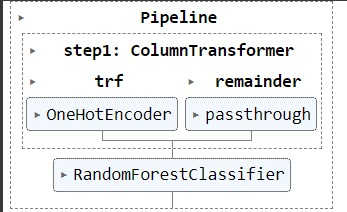 Pipeline
step1: ColumnTransformer
trf remainder
OneHotEncoder passthrough
RandomForestClassifier